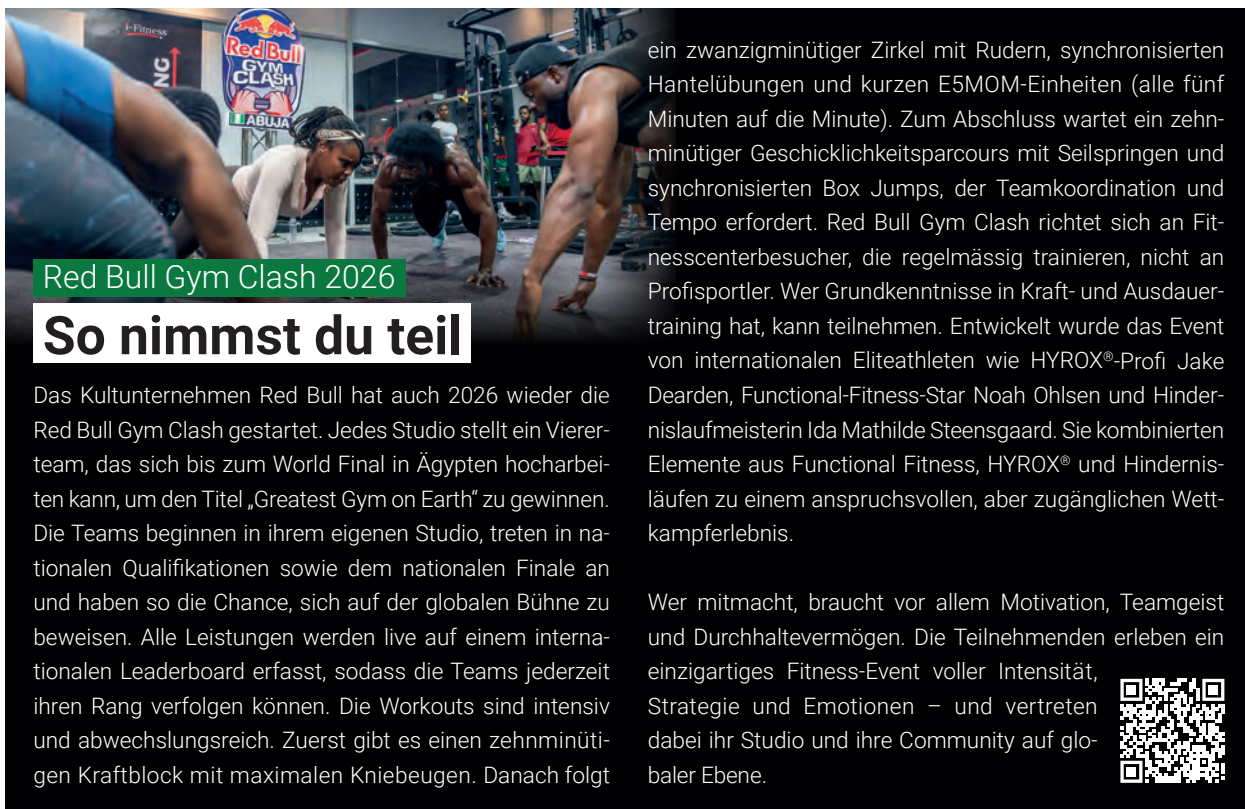 i-Fitness
NG
Red Bull
GYM
CLASH
ABUJA
Red Bull Gym Clash 2026
So nimmst du teil
Das Kultunternehmen Red Bull hat auch 2026 wieder die
Red Bull Gym Clash gestartet. Jedes Studio stellt ein Vierer-
team, das sich bis zum World Final in Ägypten hocharbei-
ten kann, um den Titel „Greatest Gym on Earth“ zu gewinnen.
Die Teams beginnen in ihrem eigenen Studio, treten in na-
tionalen Qualifikationen sowie dem nationalen Finale an
und haben so die Chance, sich auf der globalen Bühne zu
beweisen. Alle Leistungen werden live auf einem interna-
tionalen Leaderboard erfasst, sodass die Teams jederzeit
ihren Rang verfolgen können. Die Workouts sind intensiv
und abwechslungsreich. Zuerst gibt es einen zehnminüti-
gen Kraftblock mit maximalen Kniebeugen. Danach folgt
ein zwanzigminütiger Zirkel mit Rudern, synchronisierten
Hantelübungen und kurzen E5MOM-Einheiten (alle fünf
Minuten auf die Minute). Zum Abschluss wartet ein zehn-
minütiger Geschicklichkeitsparcours mit Seilspringen und
synchronisierten Box Jumps, der Teamkoordination und
Tempo erfordert. Red Bull Gym Clash richtet sich an Fit-
nesscenterbesucher, die regelmässig trainieren, nicht an
Profisportler. Wer Grundkenntnisse in Kraft- und Ausdauer-
training hat, kann teilnehmen. Entwickelt wurde das Event
von internationalen Eliteathleten wie HYROX®-Profi Jake
Dearden, Functional-Fitness-Star Noah Ohlsen und Hinder-
nislaufmeisterin Ida Mathilde Steensgaard. Sie kombinierten
Elemente aus Functional Fitness, HYROX® und Hindernis-
läufen zu einem anspruchsvollen, aber zugänglichen Wett-
kampferlebnis.
Wer mitmacht, braucht vor allem Motivation, Teamgeist
und Durchhaltevermögen. Die Teilnehmenden erleben ein
einzigartiges Fitness-Event voller Intensität,
Strategie und Emotionen – und vertreten
dabei ihr Studio und ihre Community auf glo-
baler Ebene.